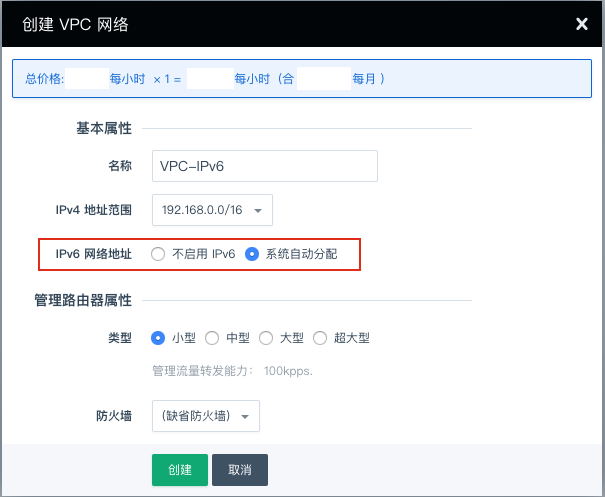 创建 VPC 网络
总价格: 每小时 × 1 = 每小时（合 每月 ）
基本属性
名称 VPC-IPv6
IPv4 地址范围 192.168.0.0/16
IPv6 网络地址 不启用 IPv6 系统自动分配
管理路由器属性
类型 小型 中型 大型 超大型
管理流量转发能力： 100kpps.
防火墙 (缺省防火墙)
创建 取消